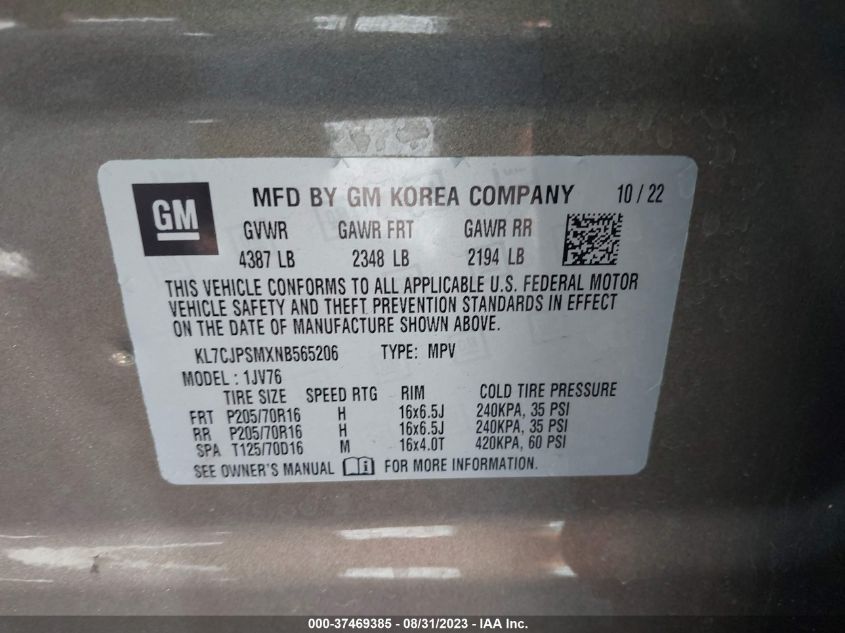 GM
MFD BY GM KOREA COMPANY 10 / 22
GVWR GAWR FRT GAWR RR
4387 LB 2348 LB 2194 LB
THIS VEHICLE CONFORMS TO ALL APPLICABLE U.S. FEDERAL MOTOR
VEHICLE SAFETY AND THEFT PREVENTION STANDARDS IN EFFECT
ON THE DATE OF MANUFACTURE SHOWN ABOVE.
KL7CJPSMXNB565206 TYPE: MPV
MODEL : 1JV76
TIRE SIZE SPEED RTG RIM COLD TIRE PRESSURE
FRT P205/70R16 H 16x6.5J 240KPA, 35 PSI
RR P205/70R16 H 16x6.5J 240KPA, 35 PSI
SPA T125/70D16 M 16x4.0T 420KPA, 60 PSI
SEE OWNER'S MANUAL i FOR MORE INFORMATION.
000-37469385 - 08/31/2023 - IAA Inc.